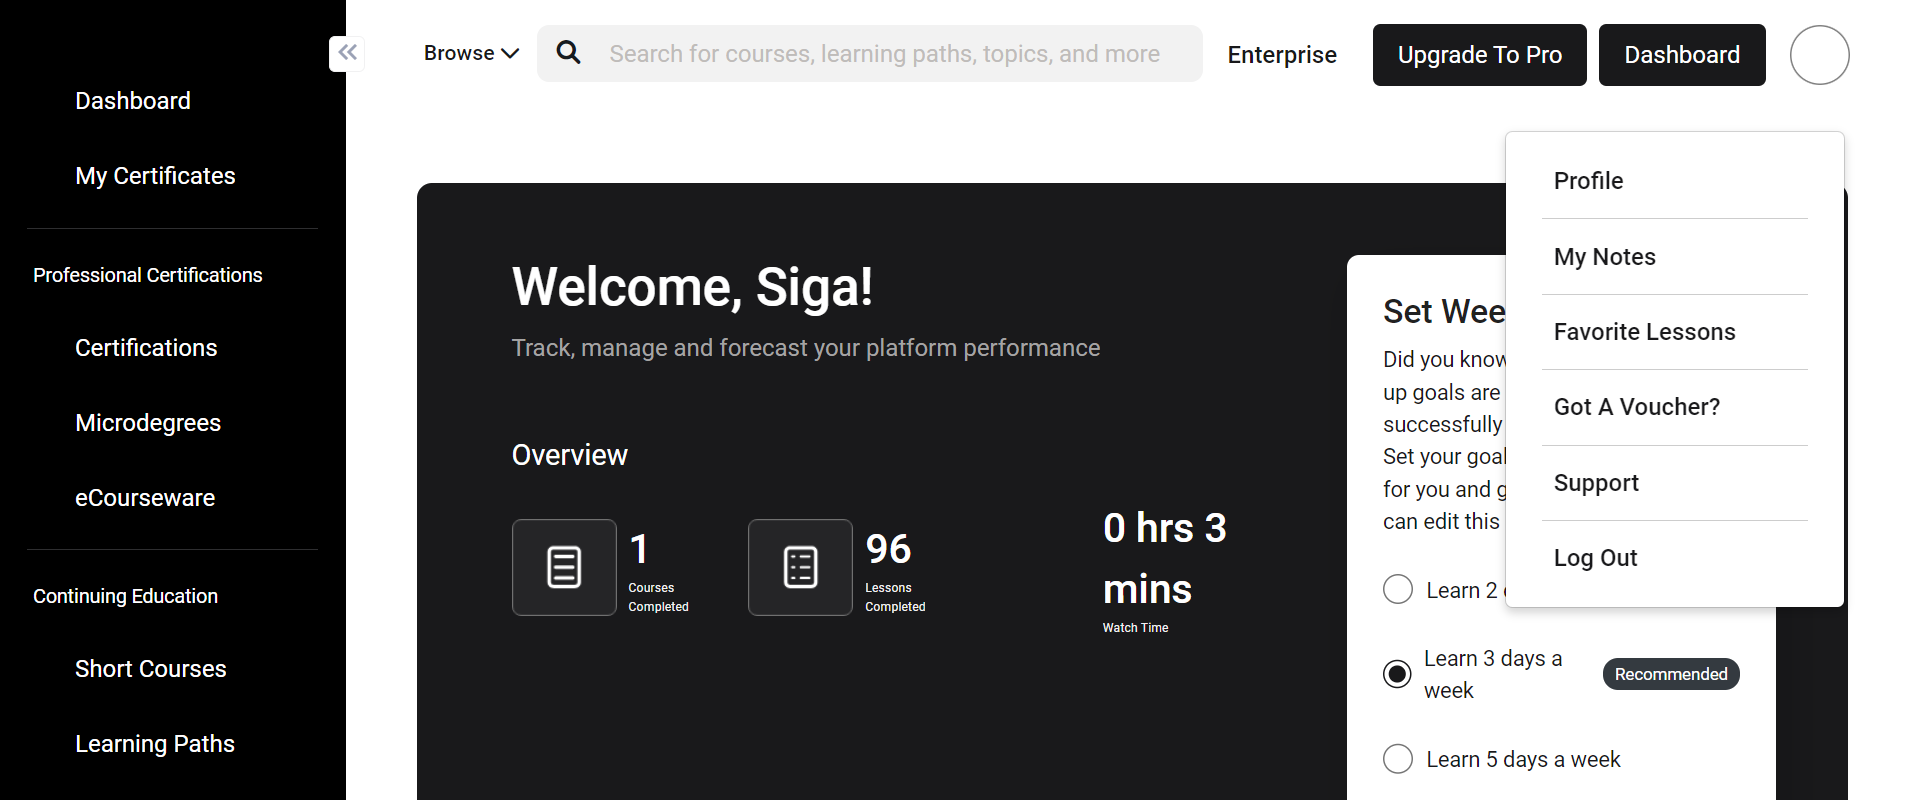 Dashboard
My Certificates
Professional Certifications
Certifications
Microdegrees
eCourseware
Continuing Education
Short Courses
Learning Paths
Browse
Search for courses, learning paths, topics, and more
Enterprise
Upgrade To Pro
Dashboard
Profile
My Notes
Favorite Lessons
Got A Voucher?
Support
Log Out
Welcome, Siga!
Track, manage and forecast your platform performance
Overview
1
Courses
Completed
96
Lessons
Completed
0 hrs 3
mins
Watch Time
Set
Did you
up goals are
successfully
Set your
for you and
can edit this
Learn 2
Learn 3 days a
week
Recommended
Learn 5 days a week